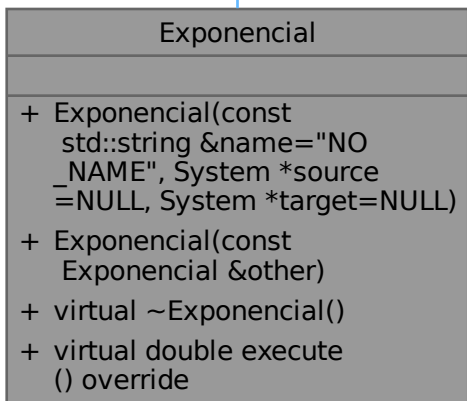 Exponencial
+ Exponencial(const
std::string &name="NO
_NAME", System *source
=NULL, System *target=NULL)
+ Exponencial(const
Exponencial &other)
+ virtual ~Exponencial()
+ virtual double execute
() override